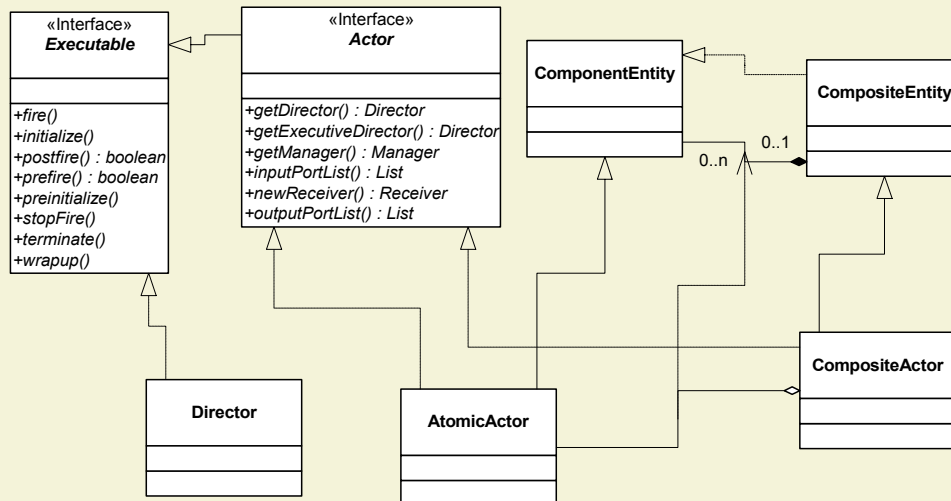 «Interface»
Executable
+fire()
+initialize()
+postfire() : boolean
+prefire() : boolean
+preinitialize()
+stopFire()
+terminate()
+wrapup()
«Interface»
Actor
+getDirector() : Director
+getExecutiveDirector() : Director
+getManager() : Manager
+inputPortList() : List
+newReceiver() : Receiver
+outputPortList() : List
ComponentEntity
CompositeEntity
0..n
0..1
Director
AtomicActor
CompositeActor